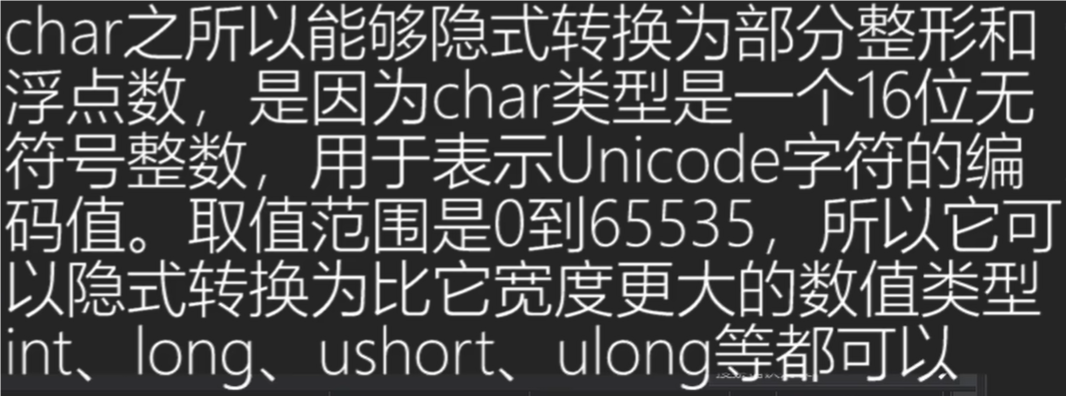 char之所以能够隐式转换为部分整形和
浮点数，是因为char类型是一个16位无
符号整数，用于表示Unicode字符的编
码值。取值范围是0到65535，所以它可
以隐式转换为比它宽度更大的数值类型
int、long、ushort、ulong等都可以